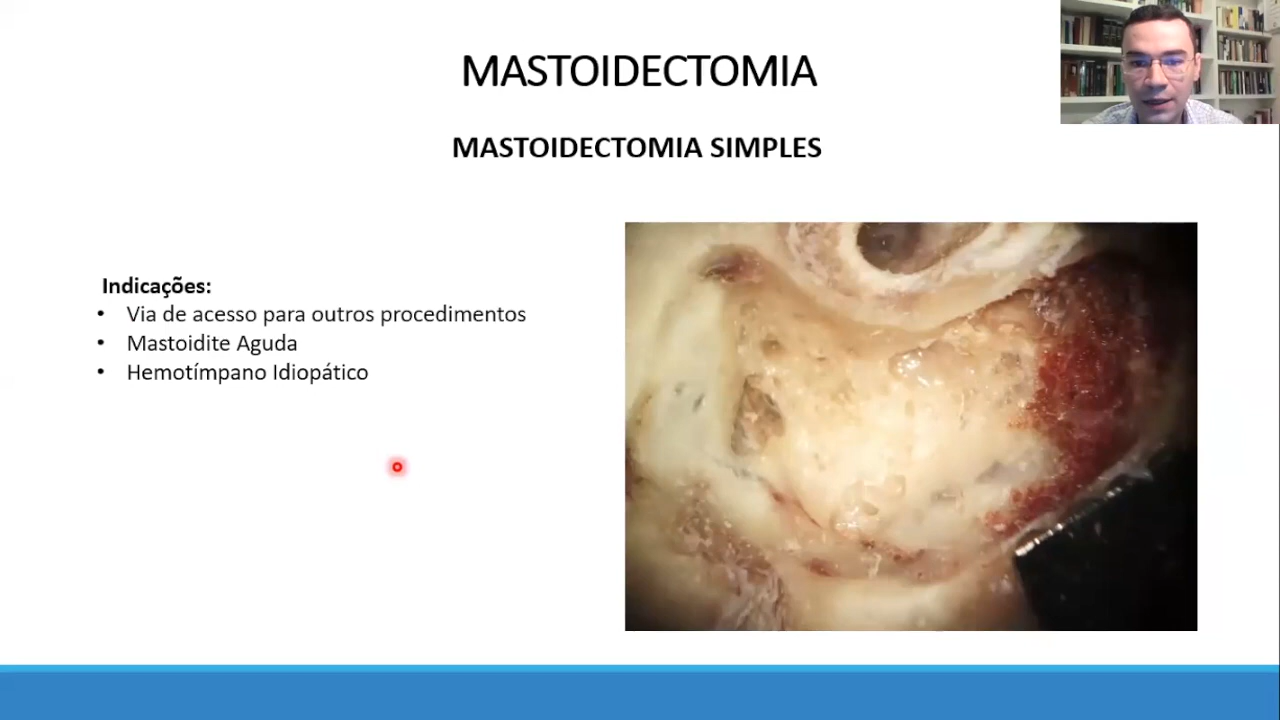 MASTOIDECTOMIA
MASTOIDECTOMIA SIMPLES
Indicações:
• Via de acesso para outros procedimentos
• Mastoidite Aguda
• Hemotímpano Idiopático